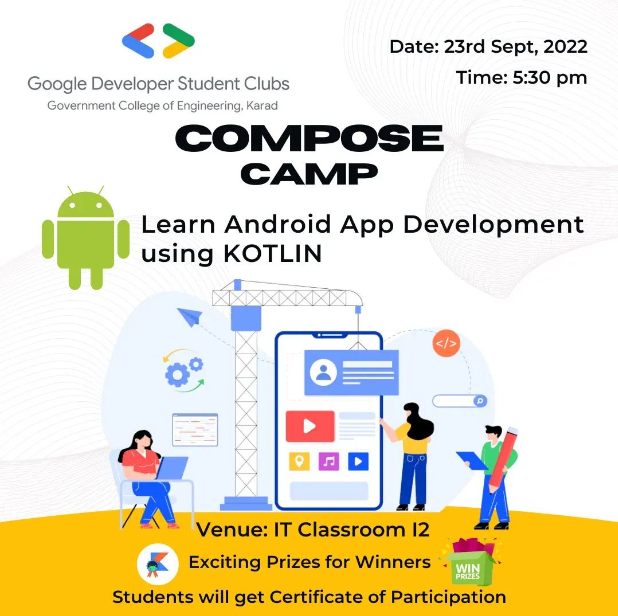 Date: 23rd Sept, 2022
Time: 5:30 pm
Google Developer Student Clubs
Government College of Engineering, Karad
COMPOSE
CAMP
Learn Android App Development
using KOTLIN
</>
Venue: IT Classroom I2
Exciting Prizes for Winners
WIN
PRIZES
Students will get Certificate of Participation